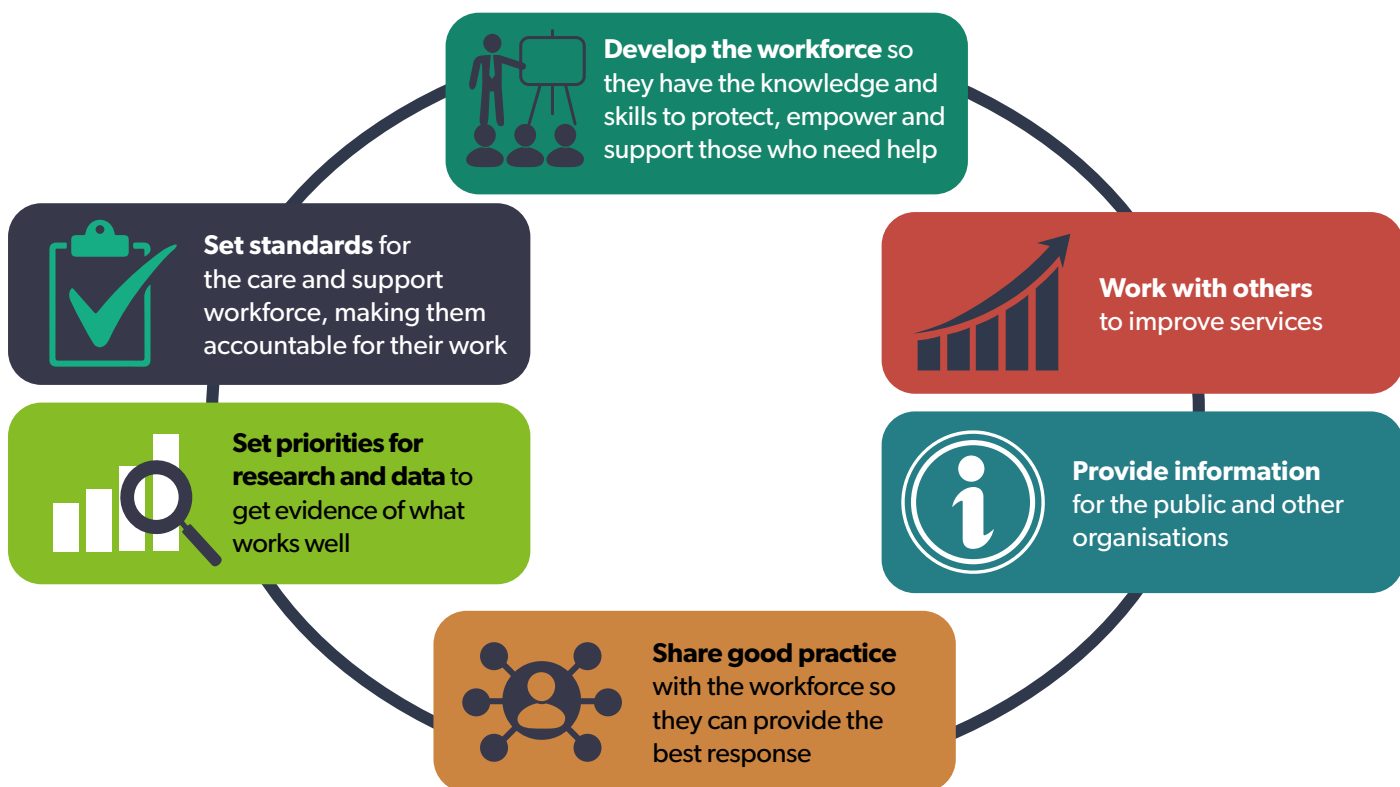 Develop the workforce so
they have the knowledge and
skills to protect, empower and
support those who need help
Set standards for
the care and support
workforce, making them
accountable for their work
Work with others
to improve services
Set priorities for
research and data to
get evidence of what
works well
Provide information
for the public and other
organisations
Share good practice
with the workforce so
they can provide the
best response